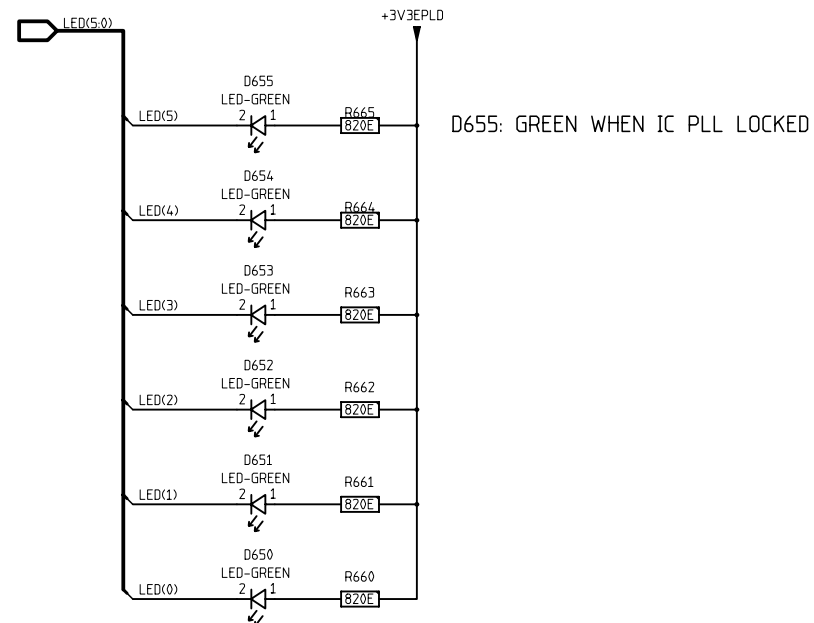 +3V3EPLD
LED(5:0)
D655
LED-GREEN
LED(5)
2
1
R665
820E
D655: GREEN WHEN IC PLL LOCKED
D654
LED-GREEN
LED(4)
2
1
R664
820E
D653
LED-GREEN
LED(3)
2
1
R663
820E
D652
LED-GREEN
LED(2)
2
1
R662
820E
D651
LED-GREEN
LED(1)
2
1
R661
820E
D650
LED-GREEN
LED(0)
2
1
R660
820E